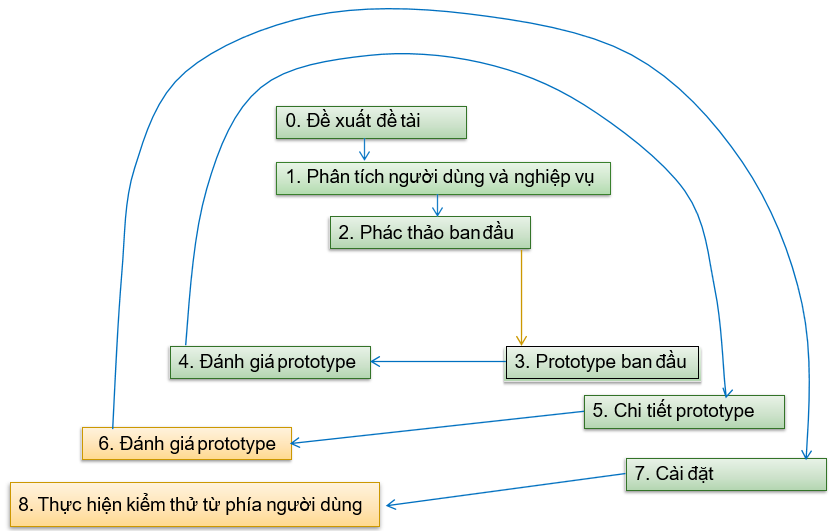 0. Đề xuất đề tài
1. Phân tích người dùng và nghiệp vụ
2. Phác thảo ban đầu
3. Prototype ban đầu
4. Đánh giá prototype
5. Chi tiết prototype
6. Đánh giá prototype
7. Cài đặt
8. Thực hiện kiểm thử từ phía người dùng